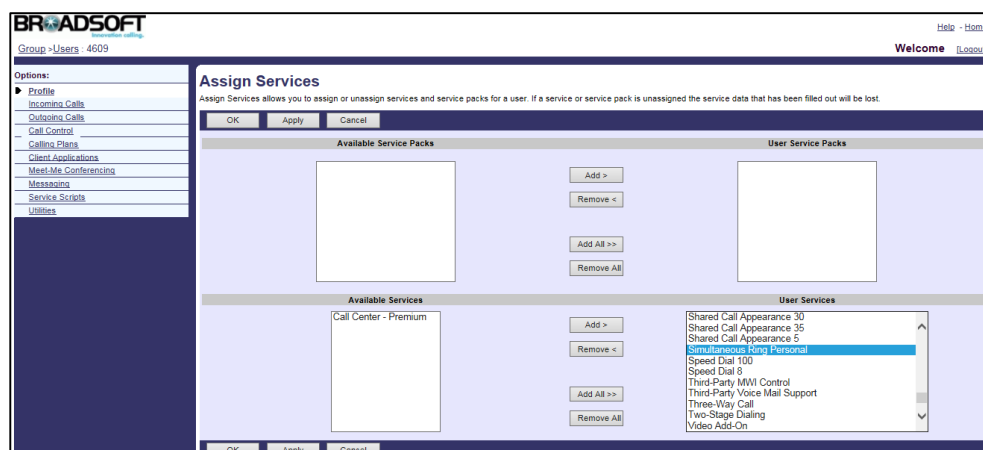 BROADSOFT
innovation calling.
Help - Hom
Group >Users : 4609
Welcome [Logout
Options:
Profile
Incoming Calls
Outgoing Calls
Call Control
Calling Plans
Client Applications
Meet-Me Conferencing
Messaging
Service Scripts
Utilities
Assign Services
Assign Services allows you to assign or unassign services and service packs for a user. If a service or service pack is unassigned the service data that has been filled out will be lost.
OK Apply Cancel
Available Service Packs User Service Packs
Add >
Remove <
Add All >>
Remove All
Available Services User Services
Call Center - Premium
Add >
Remove <
Add All >>
Remove All
Shared Call Appearance 30
Shared Call Appearance 35
Shared Call Appearance 5
Simultaneous Ring Personal
Speed Dial 100
Speed Dial 8
Third-Party MWI Control
Third-Party Voice Mail Support
Three-Way Call
Two-Stage Dialing
Video Add-On
OK Apply Cancel